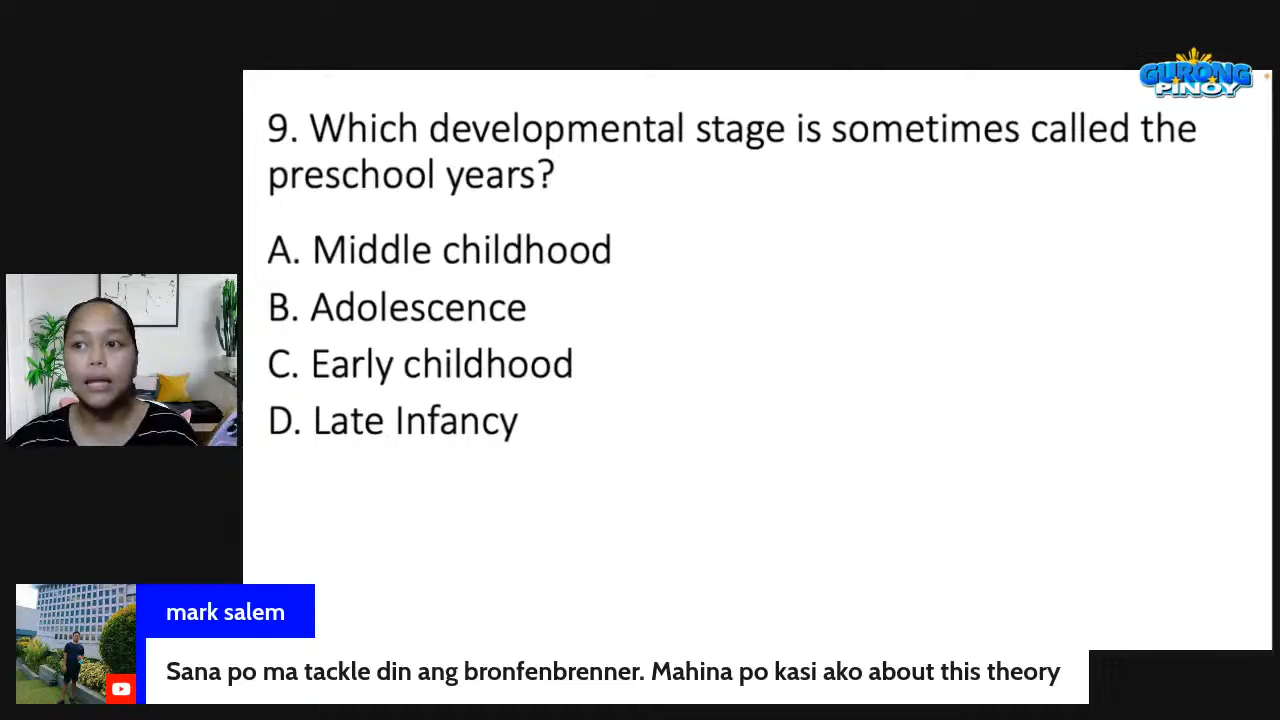 GURONG
PINOY
9. Which developmental stage is sometimes called the
preschool years?
A. Middle childhood
B. Adolescence
C. Early childhood
D. Late Infancy
mark salem
Sana po ma tackle din ang bronfenbrenner. Mahina po kasi ako about this theory